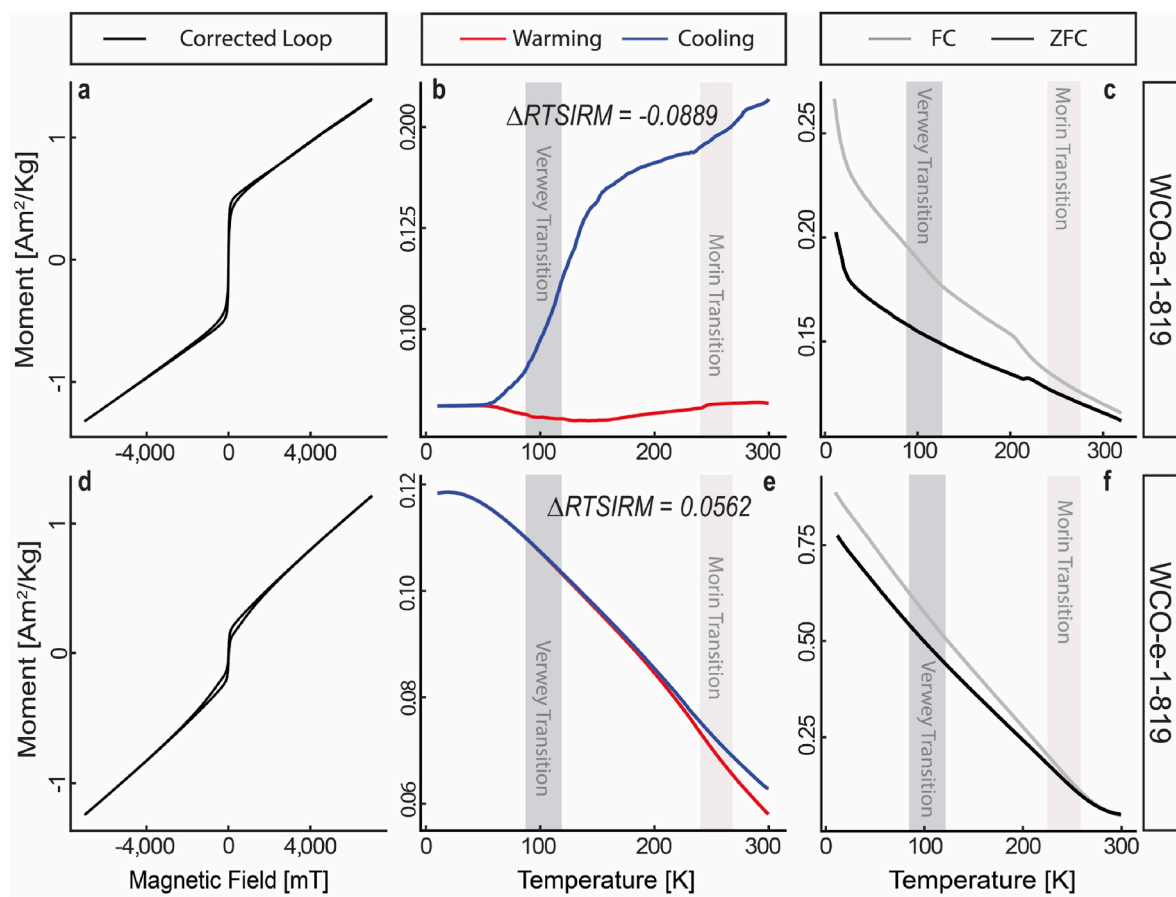 Corrected Loop
Warming Cooling
FC ZFC
a
1
0
-1
-4,000 0 4,000
Moment [Am²/Kg]
b
ΔRTSIRM = -0.0889
Verwey Transition
Morin Transition
0.200
0.125
0.100
0 100 200 300
c
Verwey Transition
Morin Transition
0.25
0.20
0.15
0 100 200 300
WCO-a-1-819
d
1
0
-1
-4,000 0 4,000
Moment [Am²/Kg]
Magnetic Field [mT]
e
ΔRTSIRM = 0.0562
Verwey Transition
Morin Transition
0.12
0.10
0.08
0.06
0 100 200 300
Temperature [K]
f
Verwey Transition
Morin Transition
0.75
0.50
0.25
0 100 200 300
Temperature [K]
WCO-e-1-819